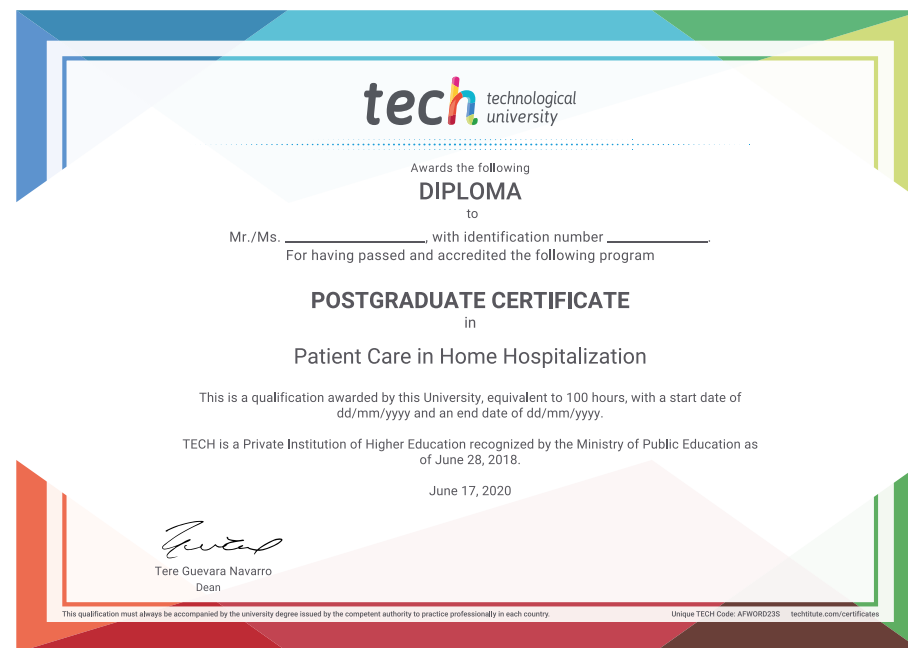 tech technological
university
Awards the following
DIPLOMA
to
Mr./Ms. ____________________, with identification number ______________.
For having passed and accredited the following program
POSTGRADUATE CERTIFICATE
in
Patient Care in Home Hospitalization
This is a qualification awarded by this University, equivalent to 100 hours, with a start date of
dd/mm/yyyy and an end date of dd/mm/yyyy.
TECH is a Private Institution of Higher Education recognized by the Ministry of Public Education as
of June 28, 2018.
June 17, 2020
Tere Guevara Navarro
Dean
This qualification must always be accompanied by the university degree issued by the competent authority to practice professionally in each country. Unique TECH Code: AFWORD23S techtitute.com/certificates